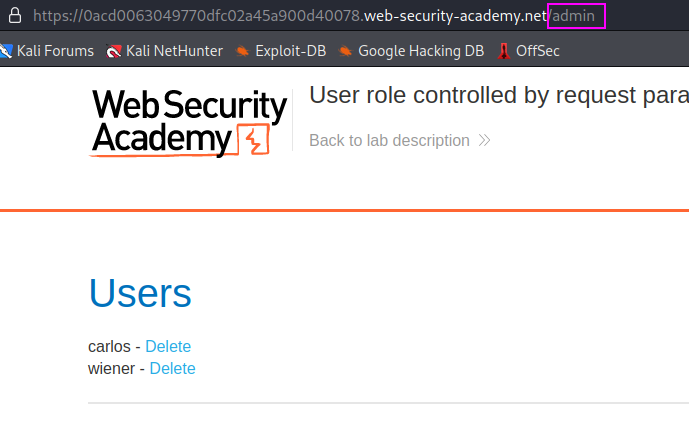 https://0acd0063049770dfc02a45a900d40078.web-security-academy.net/admin
Kali Forums Kali NetHunter Exploit-DB Google Hacking DB OffSec
Web Security
Academy
User role controlled by request para
Back to lab description
Users
carlos - Delete
wiener - Delete